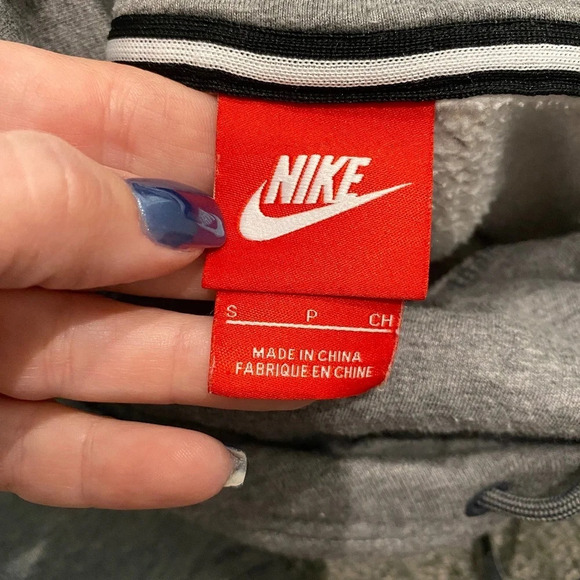 NIKE
S P CH
MADE IN CHINA
FABRIQUE EN CHINE